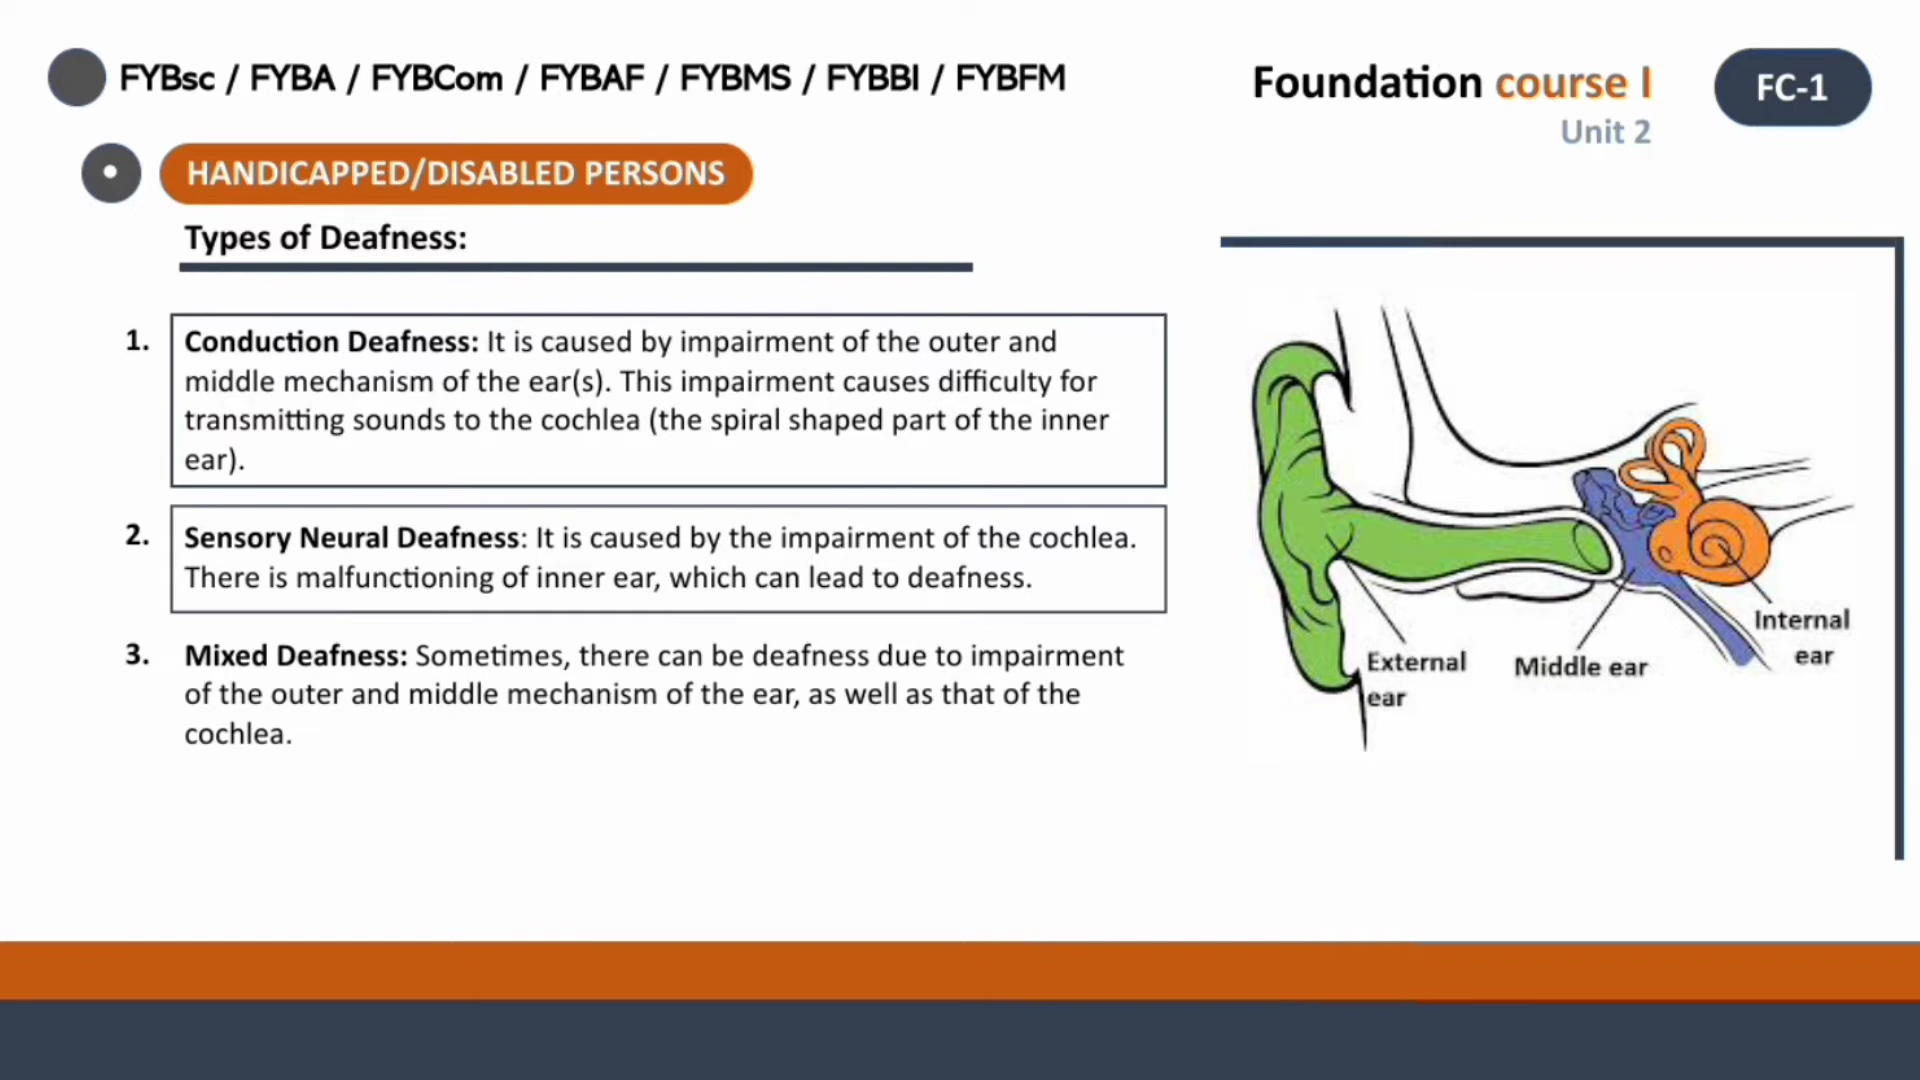 FYBsc / FYBA / FYBCom / FYBAF / FYBMS / FYBBI / FYBFM
Foundation course I
FC-1
Unit 2
HANDICAPPED/DISABLED PERSONS
Types of Deafness:
1. Conduction Deafness: It is caused by impairment of the outer and
middle mechanism of the ear(s). This impairment causes difficulty for
transmitting sounds to the cochlea (the spiral shaped part of the inner
ear).
2. Sensory Neural Deafness: It is caused by the impairment of the cochlea.
There is malfunctioning of inner ear, which can lead to deafness.
3. Mixed Deafness: Sometimes, there can be deafness due to impairment
of the outer and middle mechanism of the ear, as well as that of the
cochlea.
External
ear
Middle ear
Internal
ear